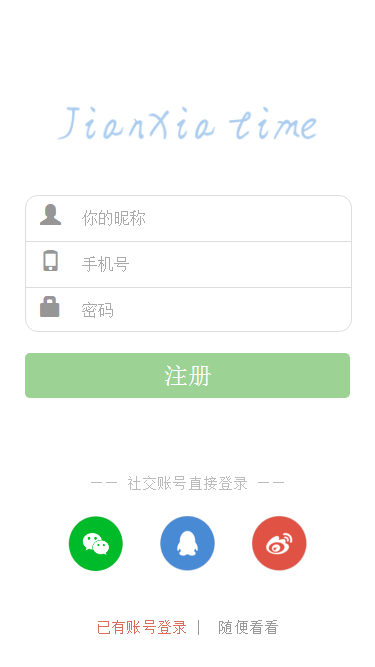 JianXia time
你的昵称
手机号
密码
注册
—— 社交账号直接登录 ——
已有账号登录 | 随便看看